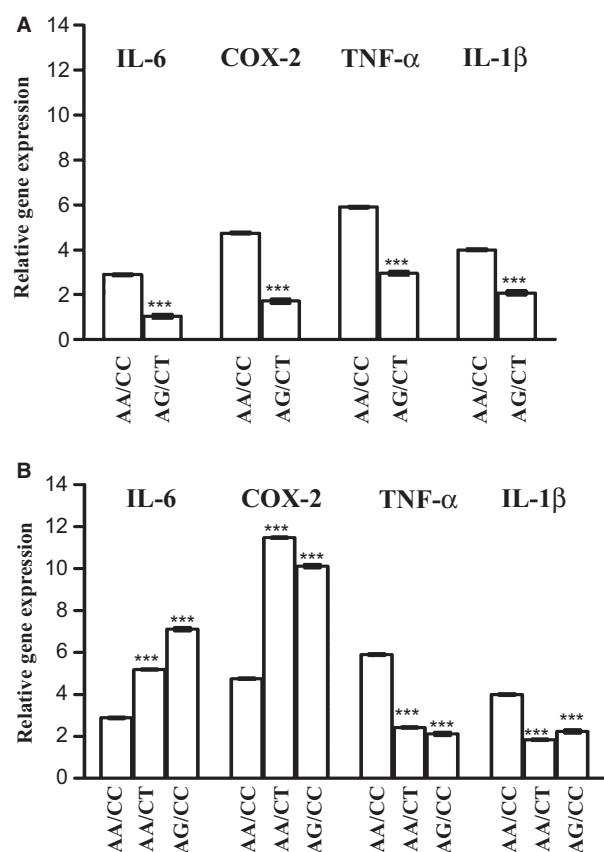 A
14
12
10
8
6
4
2
0
Relative gene expression
IL-6 COX-2 TNF-α IL-1β
*** *** *** ***
AA/CC AG/CT AA/CC AG/CT AA/CC AG/CT AA/CC AG/CT
B
14
12
10
8
6
4
2
0
Relative gene expression
IL-6 COX-2 TNF-α IL-1β
*** *** *** *** *** *** *** ***
AA/CC AA/CT AG/CC AA/CC AA/CT AG/CC AA/CC AA/CT AG/CC AA/CC AA/CT AG/CC